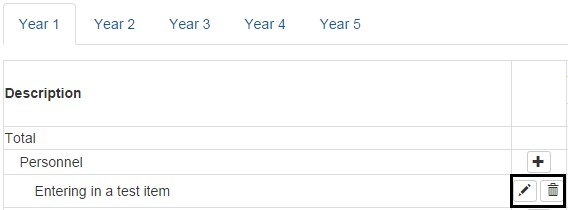 Year 1 Year 2 Year 3 Year 4 Year 5
Description
Total
Personnel
Entering in a test item